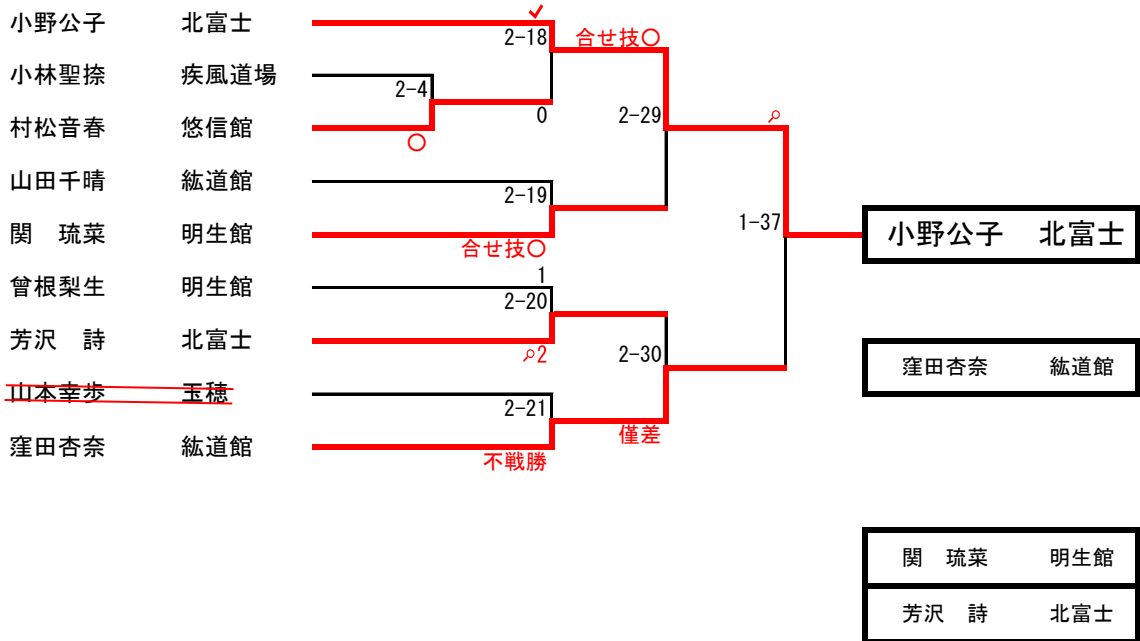 小野公子 北富士
小林聖捺 疾風道場
村松音春 悠信館
山田千晴 紘道館
関 琉菜 明生館
曾根梨生 明生館
芳沢 詩 北富士
山本幸歩 玉穂
窪田杏奈 紘道館
✓
2-18
合せ技〇
2-4
0
〇
2-29
2-19
合せ技〇
1
2-20
2
2-30
2-21
僅差
不戦勝
1-37
小野公子 北富士
窪田杏奈 紘道館
関 琉菜 明生館
芳沢 詩 北富士